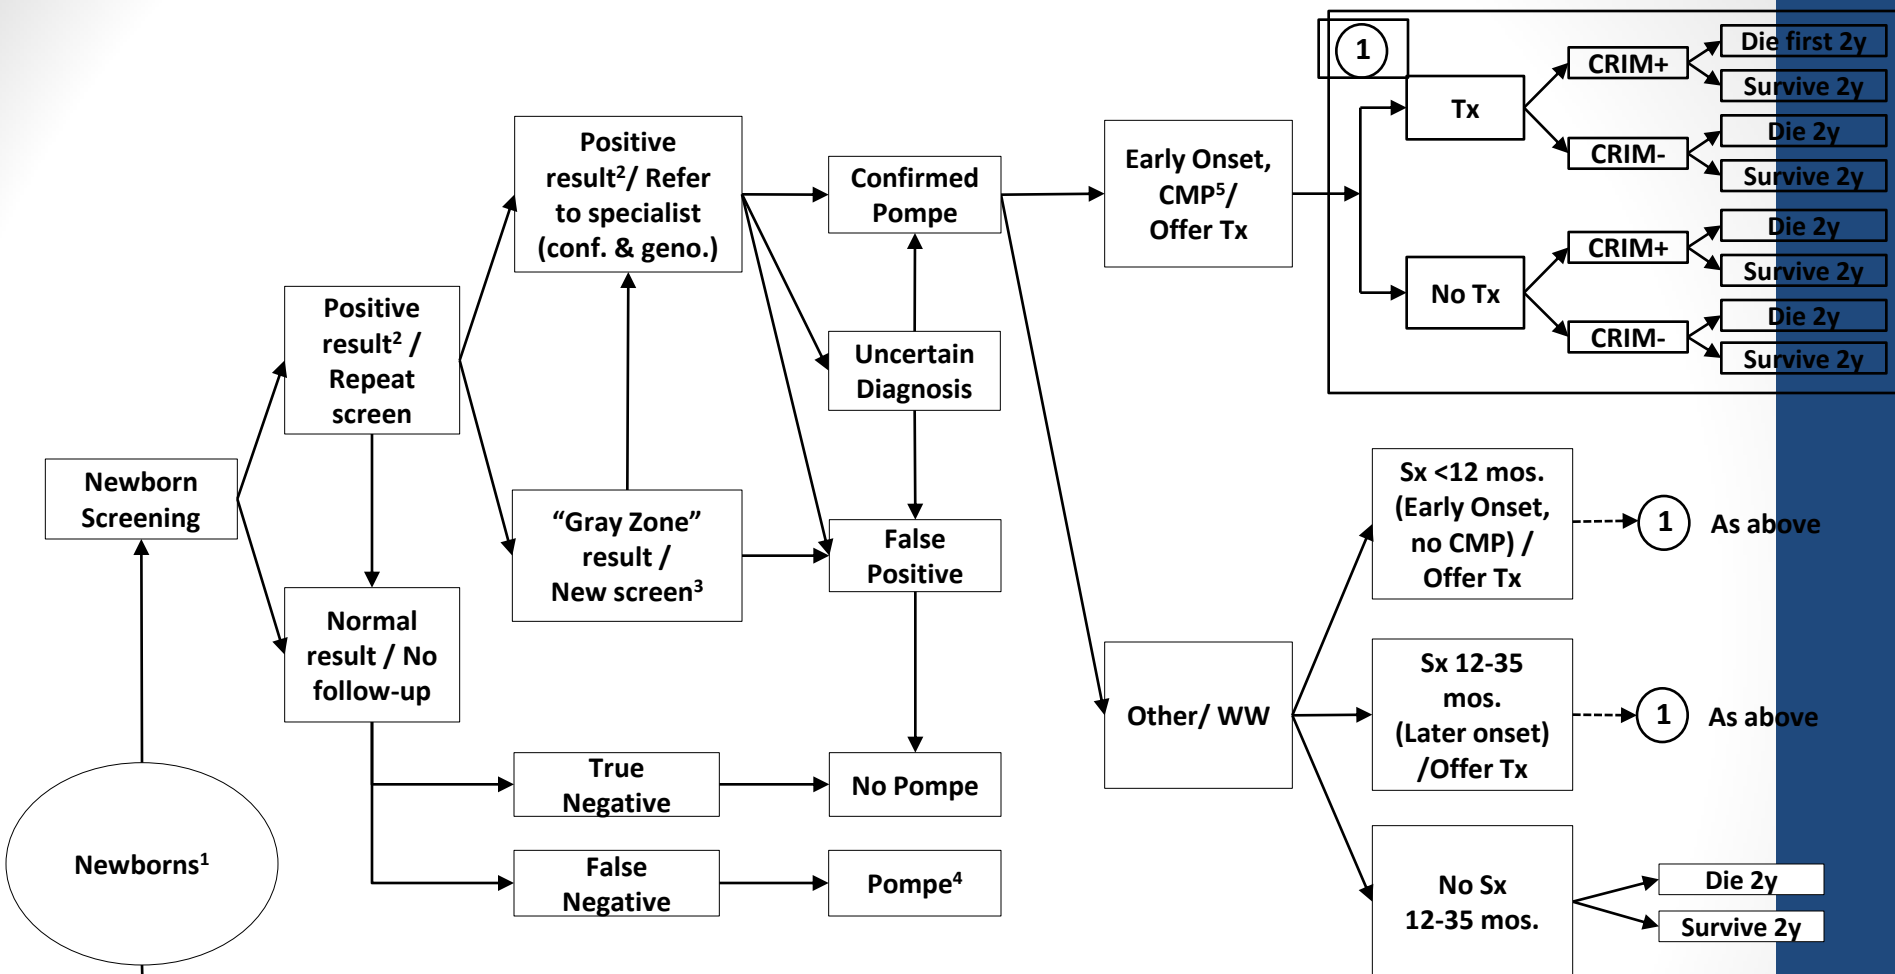 Newborns1
Newborn
Screening
Positive
result2 /
Repeat
screen
Normal
result / No
follow-up
Positive
result2/ Refer
to specialist
(conf. & geno.)
“Gray Zone”
result /
New screen3
True
Negative
False
Negative
Confirmed
Pompe
Uncertain
Diagnosis
False
Positive
No Pompe
Pompe4
Early Onset,
CMP5/
Offer Tx
Other/ WW
1
Tx
No Tx
CRIM+
CRIM-
CRIM+
CRIM-
Die first 2y
Survive 2y
Die 2y
Survive 2y
Die 2y
Survive 2y
Die 2y
Survive 2y
Sx <12 mos.
(Early Onset,
no CMP) /
Offer Tx
1 As above
Sx 12-35
mos.
(Later onset)
/Offer Tx
1 As above
No Sx
12-35 mos.
Die 2y
Survive 2y